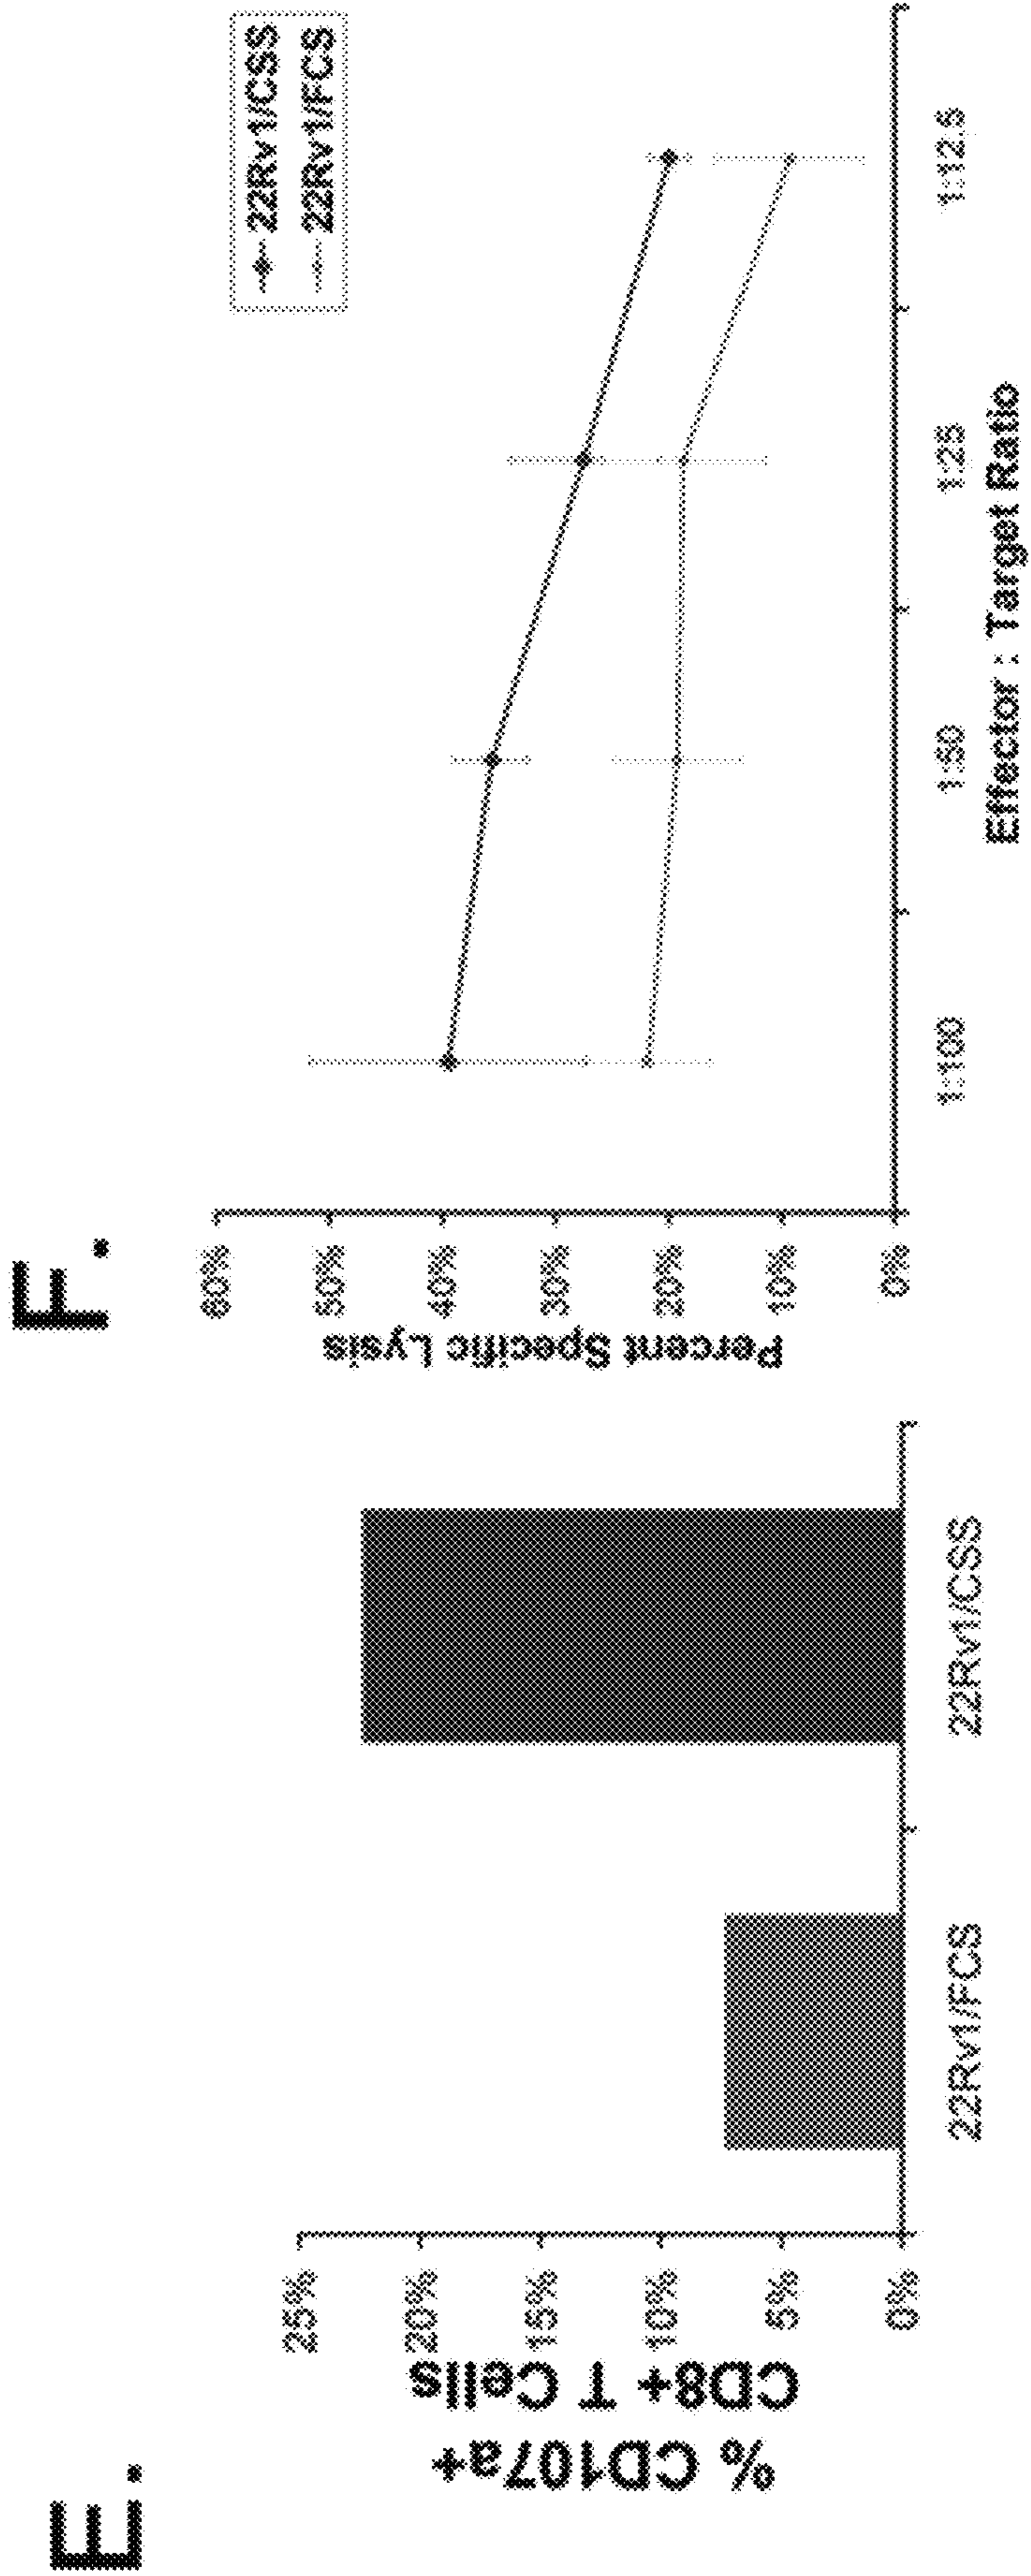 E.
% CD107a+
CD8+ T Cells
25%
20%
15%
10%
5%
0%
22Rv1/FCS
22Rv1/CSS
F.
Percent Specific Lysis
60%
50%
40%
30%
20%
10%
0%
1:100
1:50
1:25
1:12.5
Effector : Target Ratio
22Rv1/CSS
22Rv1/FCS